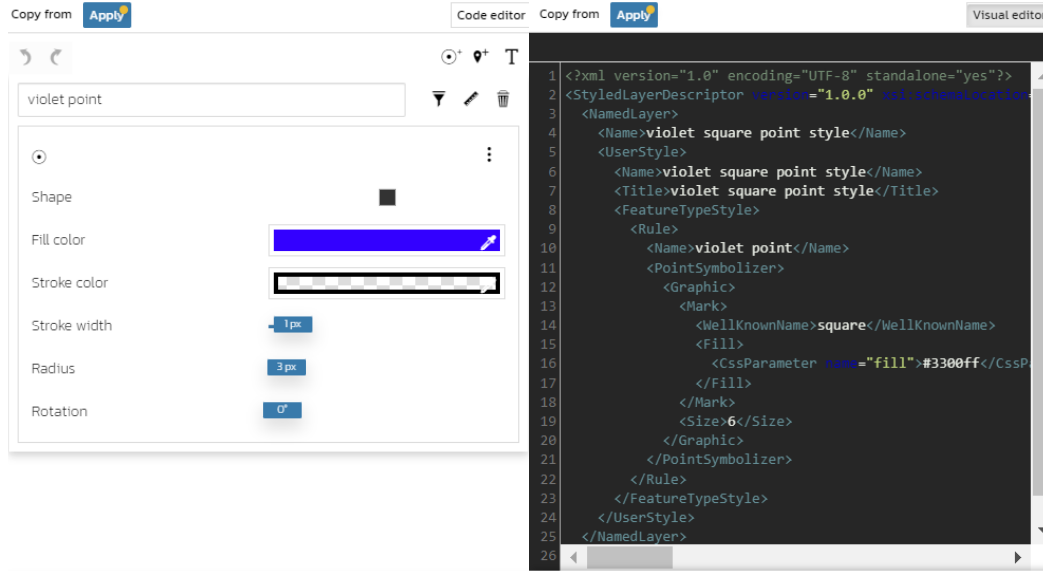 Copy from Apply Code editor
violet point
Shape
Fill color
Stroke color
Stroke width 1px
Radius 3 px
Rotation 0°
Copy from Apply Visual editor
T
1 <?xml version="1.0" encoding="UTF-8" standalone="yes"?>
2 <StyledLayerDescriptor version="1.0.0" xsi:schemaLocation=
3 <NamedLayer>
4 <Name>violet square point style</Name>
5 <UserStyle>
6 <Name>violet square point style</Name>
7 <Title>violet square point style</Title>
8 <FeatureTypeStyle>
9 <Rule>
10 <Name>violet point</Name>
11 <PointSymbolizer>
12 <Graphic>
13 <Mark>
14 <WellKnownName>square</WellKnownName>
15 <Fill>
16 <CssParameter name="fill">#3300ff</CssP
17 </Fill>
18 </Mark>
19 <Size>6</Size>
20 </Graphic>
21 </PointSymbolizer>
22 </Rule>
23 </FeatureTypeStyle>
24 </UserStyle>
25 </NamedLayer>
26